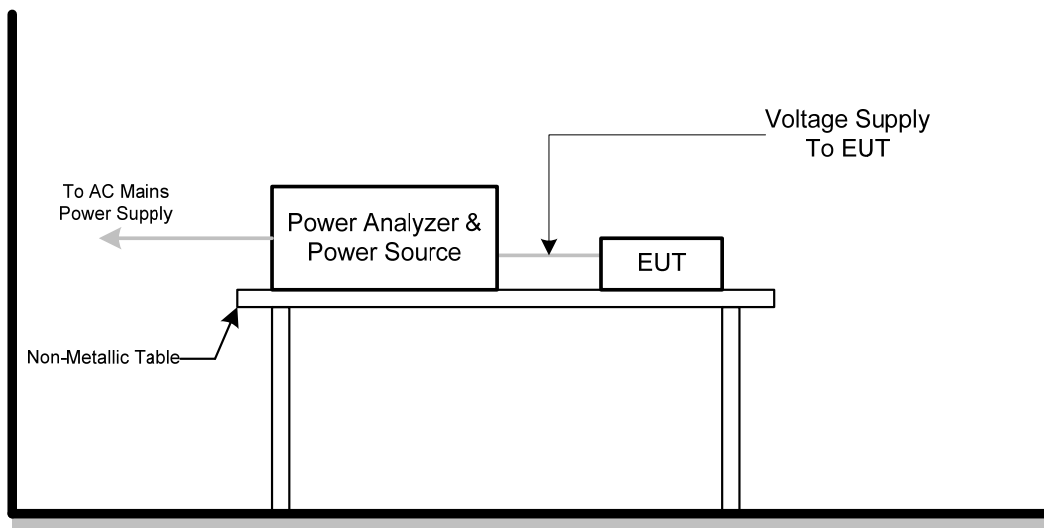 Voltage Supply
To EUT
To AC Mains
Power Supply
Power Analyzer &
Power Source
EUT
Non-Metallic Table